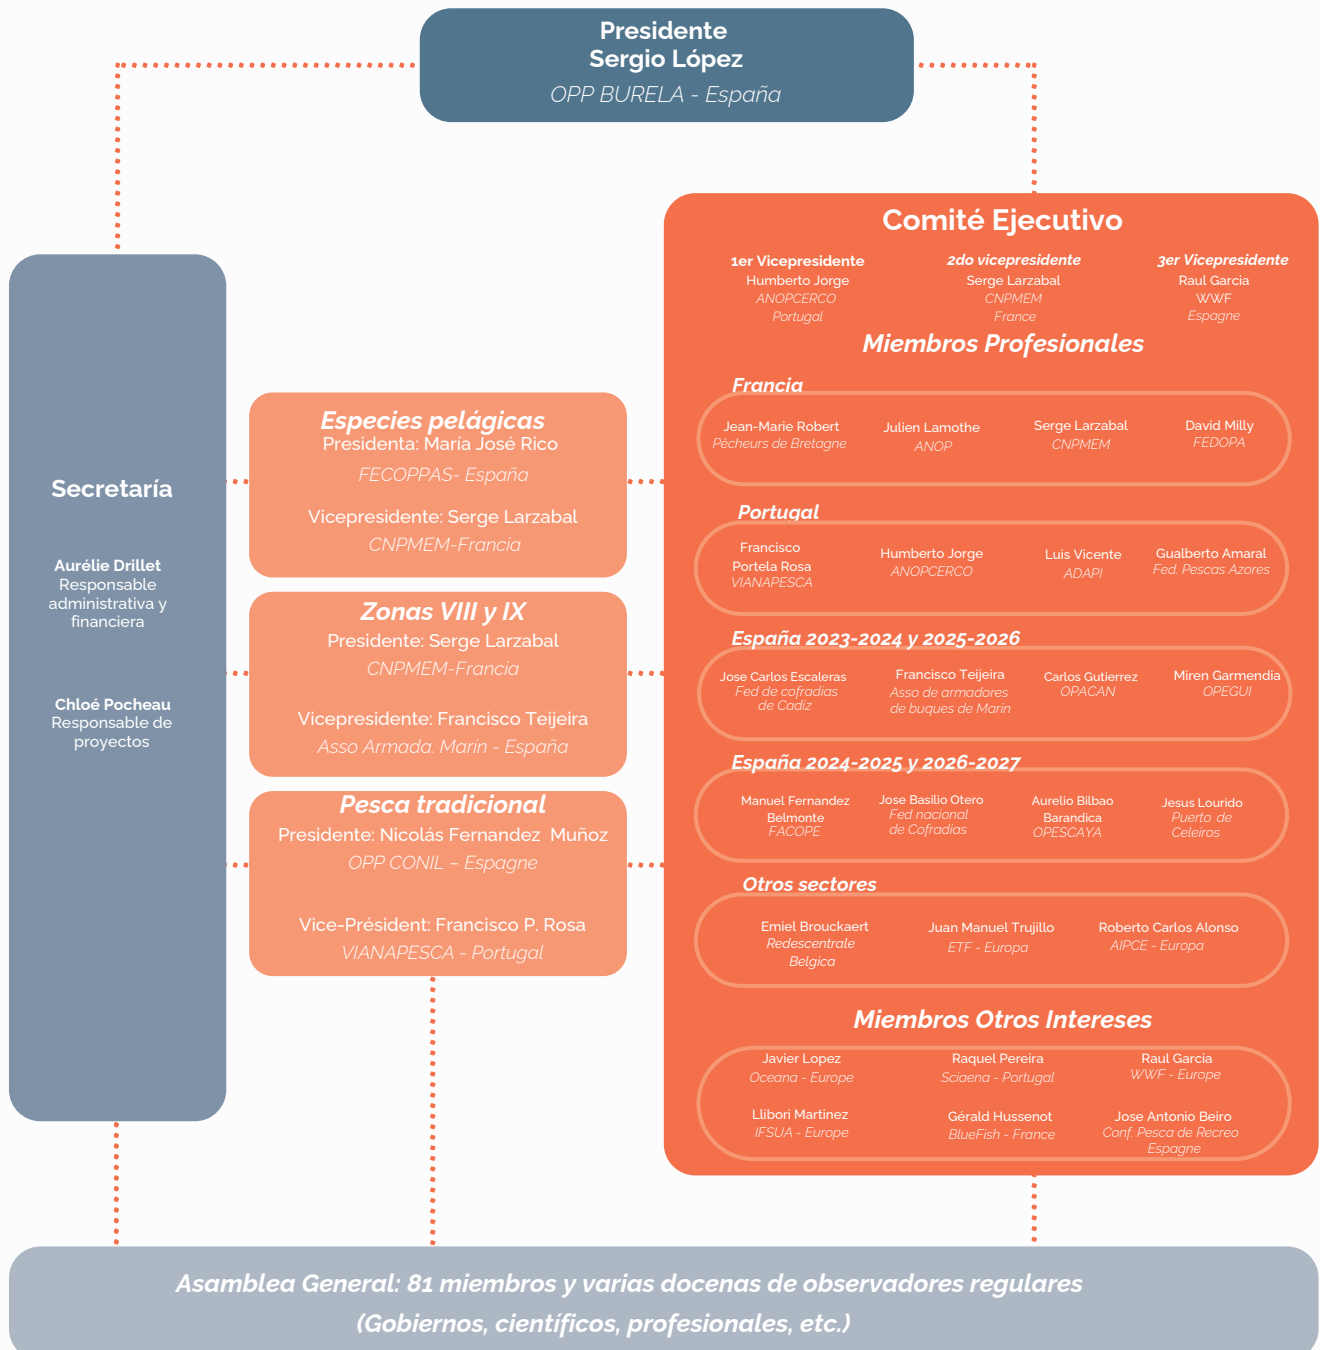 Presidente
Sergio López
OPP BURELA - España
Secretaría
Aurélie Drillet
Responsable
administrativa y
financiera
Chloé Pocheau
Responsable de
proyectos
Especies pelágicas
Presidenta: María José Rico
FECOPPAS- España
Vicepresidente: Serge Larzabal
CNPMEM-Francia
Zonas VIII y IX
Presidente: Serge Larzabal
CNPMEM-Francia
Vicepresidente: Francisco Teijeira
Asso Armada. Marín - España
Pesca tradicional
Presidente: Nicolás Fernandez Muñoz
OPP CONIL – Espagne
Vice-Président: Francisco P. Rosa
VIANAPESCA - Portugal
Comité Ejecutivo
1er Vicepresidente
Humberto Jorge
ANOPCERCO
Portugal
2do vicepresidente
Serge Larzabal
CNPMEM
France
3er Vicepresidente
Raul Garcia
WWF
Espagne
Miembros Profesionales
Francia
Jean-Marie Robert
Pêcheurs de Bretagne
Julien Lamothe
ANOP
Serge Larzabal
CNPMEM
David Milly
FEDOPA
Portugal
Francisco
Portela Rosa
VIANAPESCA
Humberto Jorge
ANOPCERCO
Luis Vicente
ADAPI
Gualberto Amaral
Fed. Pescas Azores
España 2023-2024 y 2025-2026
Jose Carlos Escaleras
Fed de cofradias
de Cadiz
Francisco Teijeira
Asso de armadores
de buques de Marín
Carlos Gutierrez
OPACAN
Miren Garmendia
OPEGUI
España 2024-2025 y 2026-2027
Manuel Fernandez
Belmonte
FACOPE
Jose Basilio Otero
Fed nacional
de Cofradias
Aurelio Bilbao
Barandica
OPESCAYA
Jesus Lourido
Puerto de
Celeiros
Otros sectores
Emiel Brouckaert
Redescentrale
Belgica
Juan Manuel Trujillo
ETF - Europa
Roberto Carlos Alonso
AIPCE - Europa
Miembros Otros Intereses
Javier Lopez
Oceana - Europe
Raquel Pereira
Sciaena - Portugal
Raul Garcia
WWF - Europe
Llibori Martinez
IFSUA - Europe
Gérald Hussenot
BlueFish - France
Jose Antonio Beiro
Conf. Pesca de Recreo
Espagne
Asamblea General: 81 miembros y varias docenas de observadores regulares
(Gobiernos, científicos, profesionales, etc.)